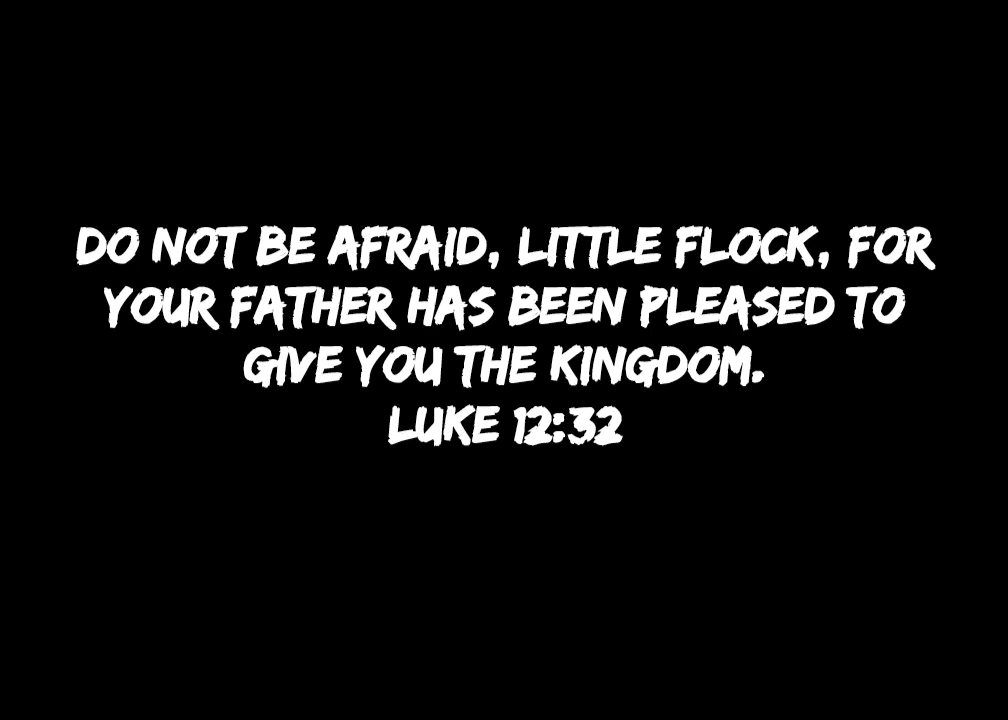 DO NOT BE AFRAID, LITTLE FLOCK, FOR
YOUR FATHER HAS BEEN PLEASED TO
GIVE YOU THE KINGDOM.
LUKE 12:32